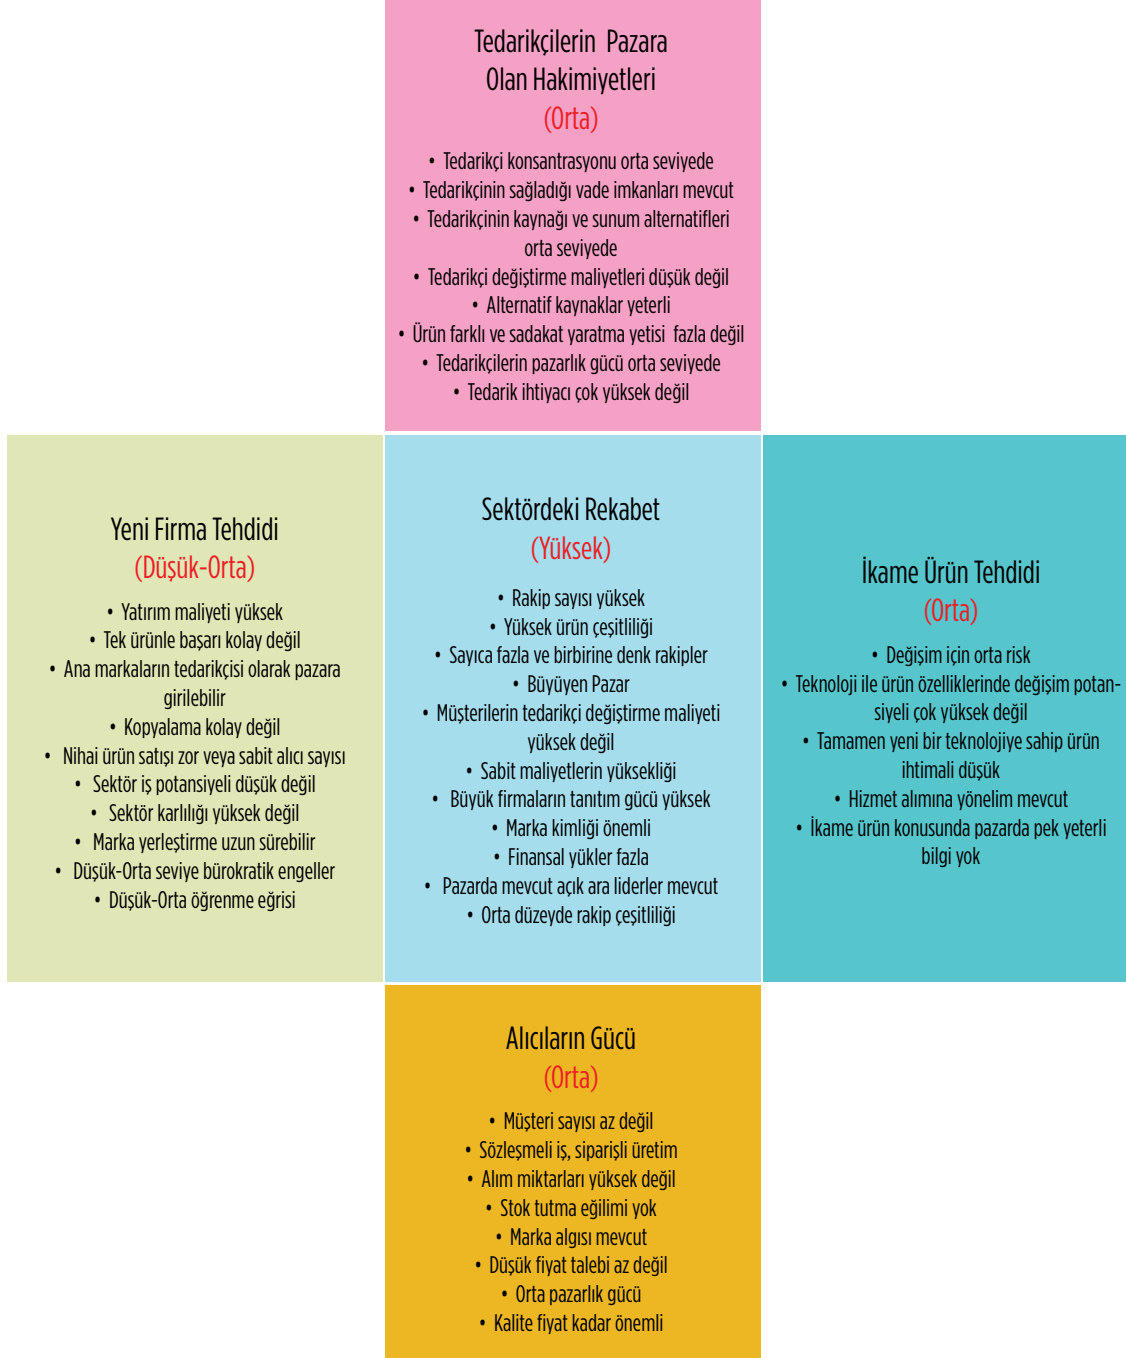 Tedarikçilerin Pazara
Olan Hakimiyetleri
(Orta)
• Tedarikçi konsantrasyonu orta seviyede
• Tedarikçinin sağladığı vade imkanları mevcut
• Tedarikçinin kaynağı ve sunum alternatifleri
orta seviyede
• Tedarikçi değiştirme maliyetleri düşük değil
• Alternatif kaynaklar yeterli
• Ürün farklı ve sadakat yaratma yetisi fazla değil
• Tedarikçilerin pazarlık gücü orta seviyede
• Tedarik ihtiyacı çok yüksek değil
Yeni Firma Tehdidi
(Düşük-Orta)
• Yatırım maliyeti yüksek
• Tek ürünle başarı kolay değil
• Ana markaların tedarikçisi olarak pazara
girilebilir
• Kopyalama kolay değil
• Nihai ürün satışı zor veya sabit alıcı sayısı
• Sektör iş potansiyeli düşük değil
• Sektör karlılığı yüksek değil
• Marka yerleştirme uzun sürebilir
• Düşük-Orta seviye bürokratik engeller
• Düşük-Orta öğrenme eğrisi
Sektördeki Rekabet
(Yüksek)
• Rakip sayısı yüksek
• Yüksek ürün çeşitliliği
• Sayıca fazla ve birbirine denk rakipler
• Büyüyen Pazar
• Müşterilerin tedarikçi değiştirme maliyeti
yüksek değil
• Sabit maliyetlerin yüksekliği
• Büyük firmaların tanıtım gücü yüksek
• Marka kimliği önemli
• Finansal yükler fazla
• Pazarda mevcut açık ara liderler mevcut
• Orta düzeyde rakip çeşitliliği
İkame Ürün Tehdidi
(Orta)
• Değişim için orta risk
• Teknoloji ile ürün özelliklerinde değişim potan-
siyeli çok yüksek değil
• Tamamen yeni bir teknolojiye sahip ürün
ihtimali düşük
• Hizmet alımına yönelim mevcut
• İkame ürün konusunda pazarda pek yeterli
bilgi yok
Alıcıların Gücü
(Orta)
• Müşteri sayısı az değil
• Sözleşmeli iş, siparişli üretim
• Alım miktarları yüksek değil
• Stok tutma eğilimi yok
• Marka algısı mevcut
• Düşük fiyat talebi az değil
• Orta pazarlık gücü
• Kalite fiyat kadar önemli